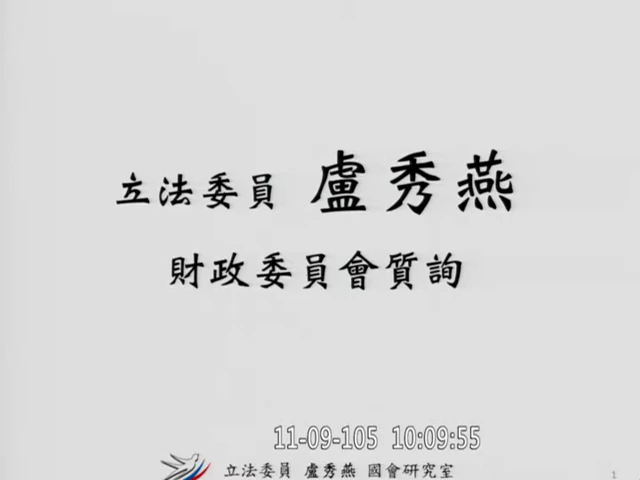 立法委員 盧秀燕
財政委員會質詢
11-09-105 10:09:55
立法委員 盧秀燕 國會研究室
1